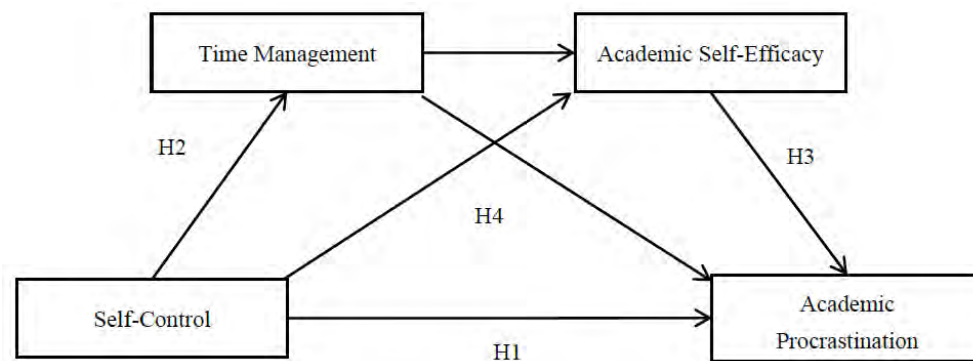 Time Management
Academic Self-Efficacy
H2
H3
H4
Self-Control
Academic
Procrastination
H1